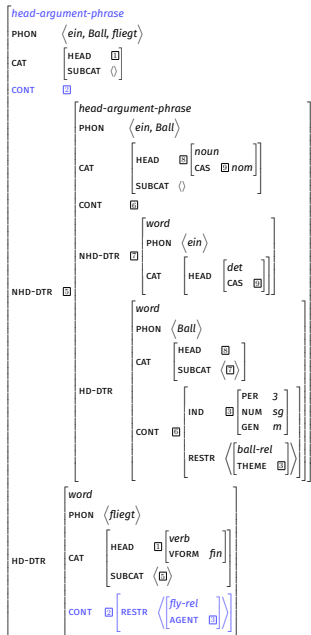 head-argument-phrase
PHON ⟨ein, Ball, fliegt⟩
HEAD 1
CAT
SUBCAT ⟨⟩
CONT 2
head-argument-phrase
PHON ⟨ein, Ball⟩
noun
HEAD 8
CAS 9 nom
CAT
SUBCAT ⟨⟩
CONT 6
word
PHON ⟨ein⟩
NHD-DTR 7
det
CAT HEAD
CAS 9
NHD-DTR 5
word
PHON ⟨Ball⟩
HEAD 8
CAT
SUBCAT ⟨7⟩
HD-DTR
PER 3
IND 3 NUM sg
GEN m
CONT 6
ball-rel
RESTR
THEME 3
word
PHON ⟨fliegt⟩
verb
HEAD 1
VFORM fin
CAT
HD-DTR
SUBCAT ⟨5⟩
fly-rel
CONT 2 RESTR
AGENT 3